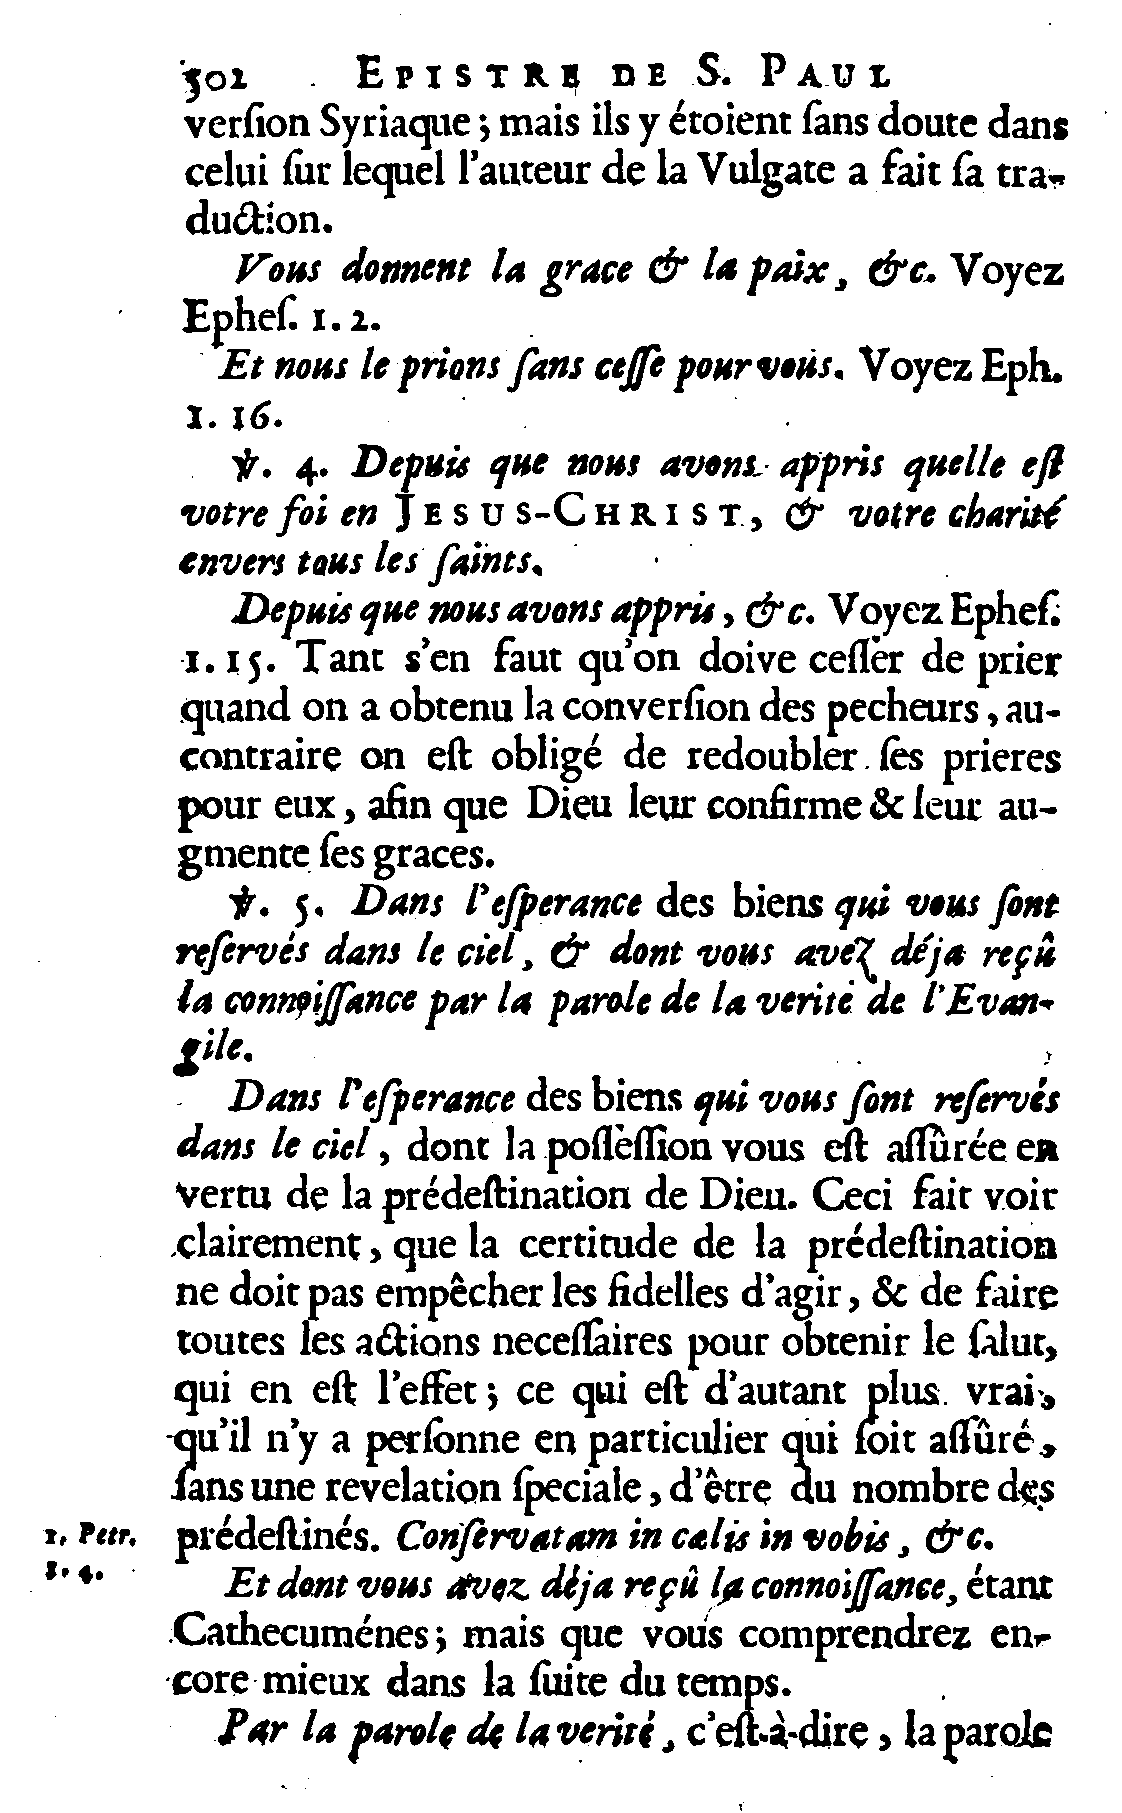 302 EPISTRE DE S. PAUL
verſion Syriaque ; mais ils y étoient ſans doute dans
celui ſur lequel l'auteur de la Vulgate a fait ſa tra-
duction.
Vous donnent la grace & la paix, &c. Voyez
Epheſ. 1. 2.
Et nous le prions ſans ceſſe pour vous. Voyez Eph.
1. 16.
℣. 4. Depuis que nous avons appris quelle eſt
votre foi en JESUS-CHRIST, & votre charité
envers tous les ſaints.
Depuis que nous avons appris, &c. Voyez Epheſ.
1. 15. Tant s'en faut qu'on doive ceſſer de prier
quand on a obtenu la converſion des pecheurs, au-
contraire on eſt obligé de redoubler ſes prieres
pour eux, afin que Dieu leur confirme & leur au-
gmente ſes graces.
℣. 5. Dans l'eſperance des biens qui vous ſont
reſervés dans le ciel, & dont vous avez déja reçû
la connoiſſance par la parole de la verité de l'Evan-
gile.
Dans l'eſperance des biens qui vous ſont reſervés
dans le ciel, dont la poſſeſſion vous eſt aſſûrée en
vertu de la prédeſtination de Dieu. Ceci fait voir
clairement, que la certitude de la prédeſtination
ne doit pas empêcher les fidelles d'agir, & de faire
toutes les actions neceſſaires pour obtenir le ſalut,
qui en eſt l'effet ; ce qui eſt d'autant plus vrai,
qu'il n'y a perſonne en particulier qui ſoit aſſûré,
ſans une revelation ſpeciale, d'être du nombre des
prédeſtinés. Conſervatam in cælis in vobis, &c.
1. Petr.
1. 4.
Et dont vous avez déja reçû la connoiſſance, étant
Cathecuménes ; mais que vous comprendrez en-
core mieux dans la ſuite du temps.
Par la parole de la verité, c'eſt-à-dire, la parole